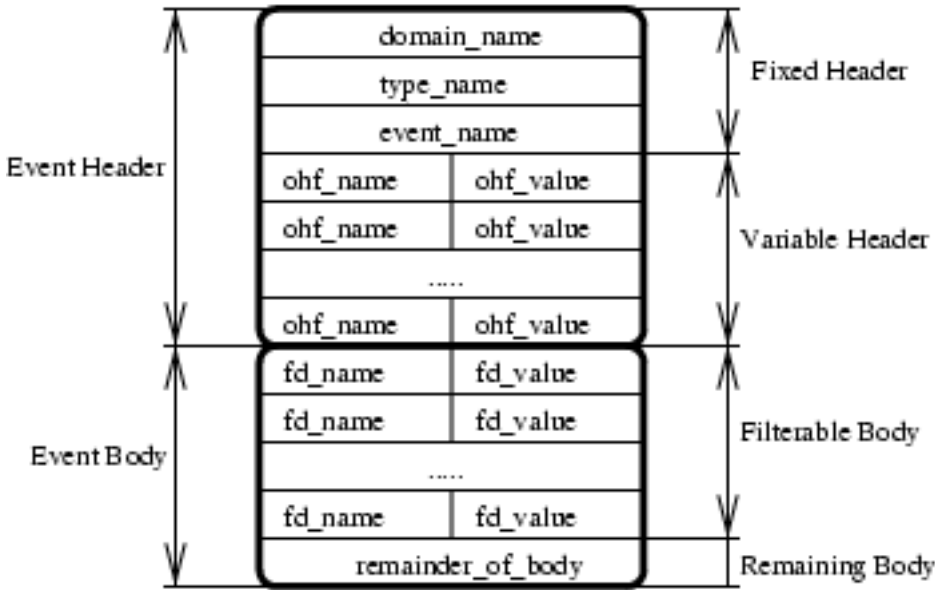 domain_name
Fixed Header
type_name
event_name
Event Header
ohf_name ohf_value
ohf_name ohf_value
Variable Header
.....
ohf_name ohf_value
fd_name fd_value
fd_name fd_value
Filterable Body
Event Body
.....
fd_name fd_value
remainder_of_body
Remaining Body